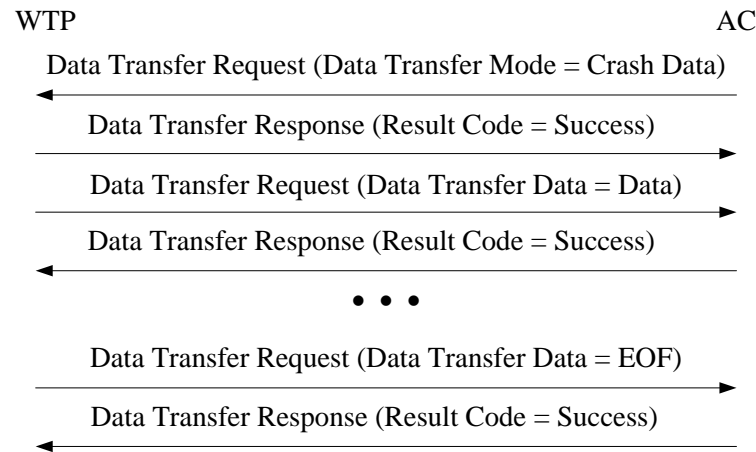 WTP AC
Data Transfer Request (Data Transfer Mode = Crash Data)
Data Transfer Response (Result Code = Success)
Data Transfer Request (Data Transfer Data = Data)
Data Transfer Response (Result Code = Success)
• • •
Data Transfer Request (Data Transfer Data = EOF)
Data Transfer Response (Result Code = Success)